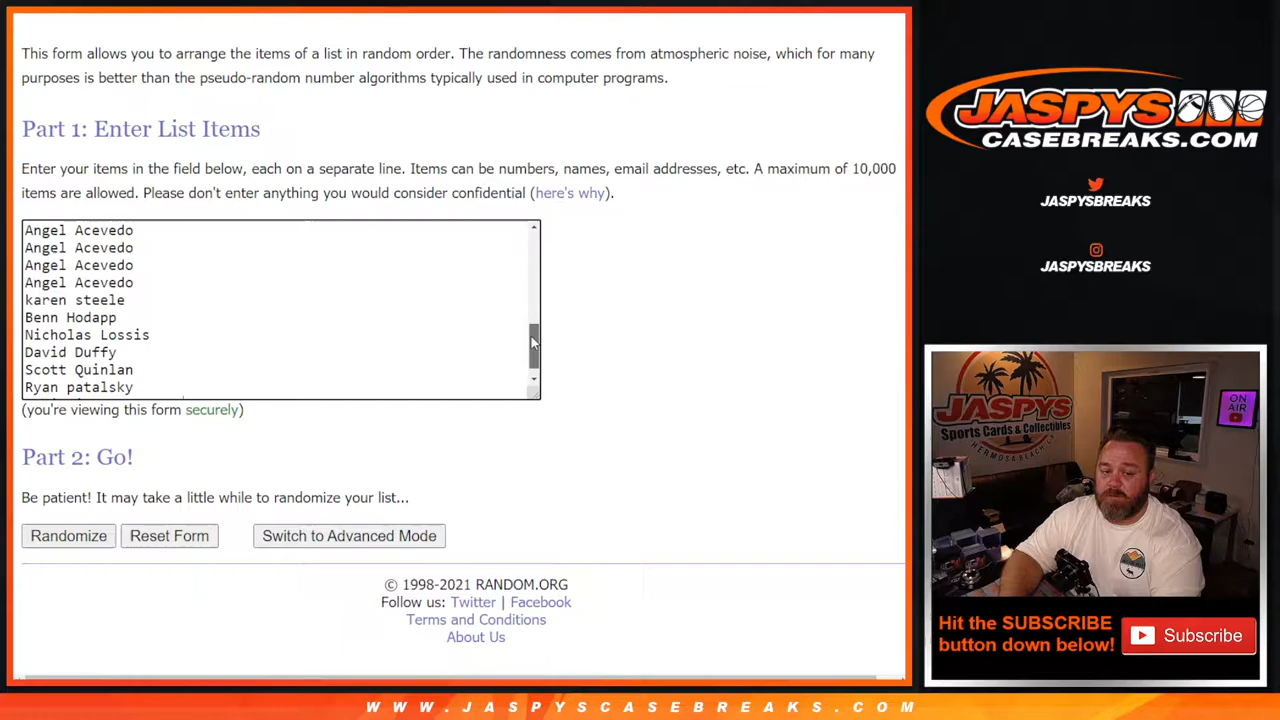 This form allows you to arrange the items of a list in random order. The randomness comes from atmospheric noise, which for many
purposes is better than the pseudo-random number algorithms typically used in computer programs.
Part 1: Enter List Items
Enter your items in the field below, each on a separate line. Items can be numbers, names, email addresses, etc. A maximum of 10,000
items are allowed. Please don't enter anything you would consider confidential (here's why).
Angel Acevedo
Angel Acevedo
Angel Acevedo
Angel Acevedo
karen steele
Benn Hodapp
Nicholas Lossis
David Duffy
Scott Quinlan
Ryan patalsky
(you're viewing this form securely)
Part 2: Go!
Be patient! It may take a little while to randomize your list...
Randomize Reset Form Switch to Advanced Mode
© 1998-2021 RANDOM.ORG
Follow us: Twitter | Facebook
Terms and Conditions
About Us
JASPYS
CASEBREAKS.COM
JASPYSBREAKS
JASPYSBREAKS
JASPYS
Sports Cards & Collectibles
HERMOSA BEACH, CA
ON
AIR
Hit the SUBSCRIBE
button down below!
Subscribe
WWW.JASPYSCASEBREAKS.COM